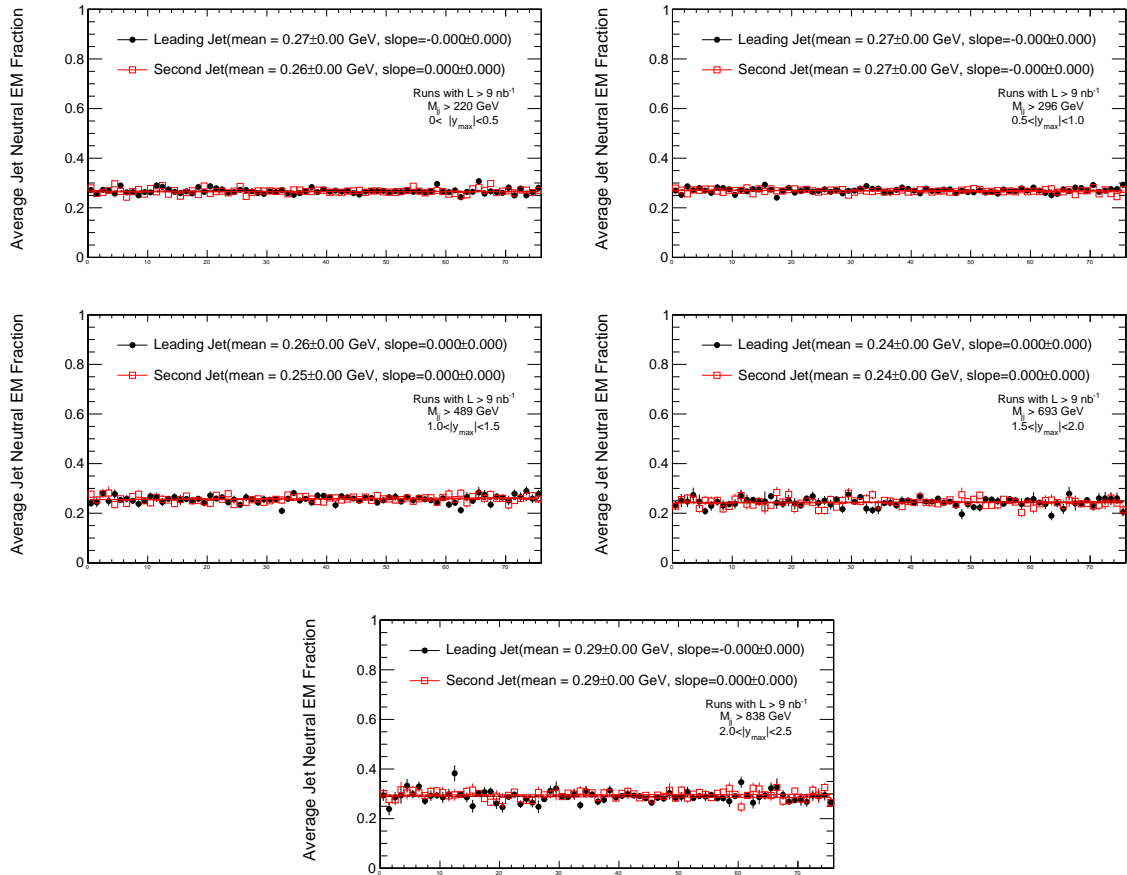 Average Jet Neutral EM Fraction
1
0.8
0.6
0.4
0.2
0
Leading Jet(mean = 0.27±0.00 GeV, slope=-0.000±0.000)
Second Jet(mean = 0.26±0.00 GeV, slope=0.000±0.000)
Runs with L > 9 nb-1
Mjj > 220 GeV
0< |ymax|<0.5
0 10 20 30 40 50 60 70
Average Jet Neutral EM Fraction
1
0.8
0.6
0.4
0.2
0
Leading Jet(mean = 0.27±0.00 GeV, slope=-0.000±0.000)
Second Jet(mean = 0.27±0.00 GeV, slope=-0.000±0.000)
Runs with L > 9 nb-1
Mjj > 296 GeV
0.5<|ymax|<1.0
0 10 20 30 40 50 60 70
Average Jet Neutral EM Fraction
1
0.8
0.6
0.4
0.2
0
Leading Jet(mean = 0.26±0.00 GeV, slope=0.000±0.000)
Second Jet(mean = 0.25±0.00 GeV, slope=0.000±0.000)
Runs with L > 9 nb-1
Mjj > 489 GeV
1.0<|ymax|<1.5
0 10 20 30 40 50 60 70
Average Jet Neutral EM Fraction
1
0.8
0.6
0.4
0.2
0
Leading Jet(mean = 0.24±0.00 GeV, slope=0.000±0.000)
Second Jet(mean = 0.24±0.00 GeV, slope=0.000±0.000)
Runs with L > 9 nb-1
Mjj > 693 GeV
1.5<|ymax|<2.0
0 10 20 30 40 50 60 70
Average Jet Neutral EM Fraction
1
0.8
0.6
0.4
0.2
0
Leading Jet(mean = 0.29±0.00 GeV, slope=-0.000±0.000)
Second Jet(mean = 0.29±0.00 GeV, slope=0.000±0.000)
Runs with L > 9 nb-1
Mjj > 838 GeV
2.0<|ymax|<2.5
0 10 20 30 40 50 60 70